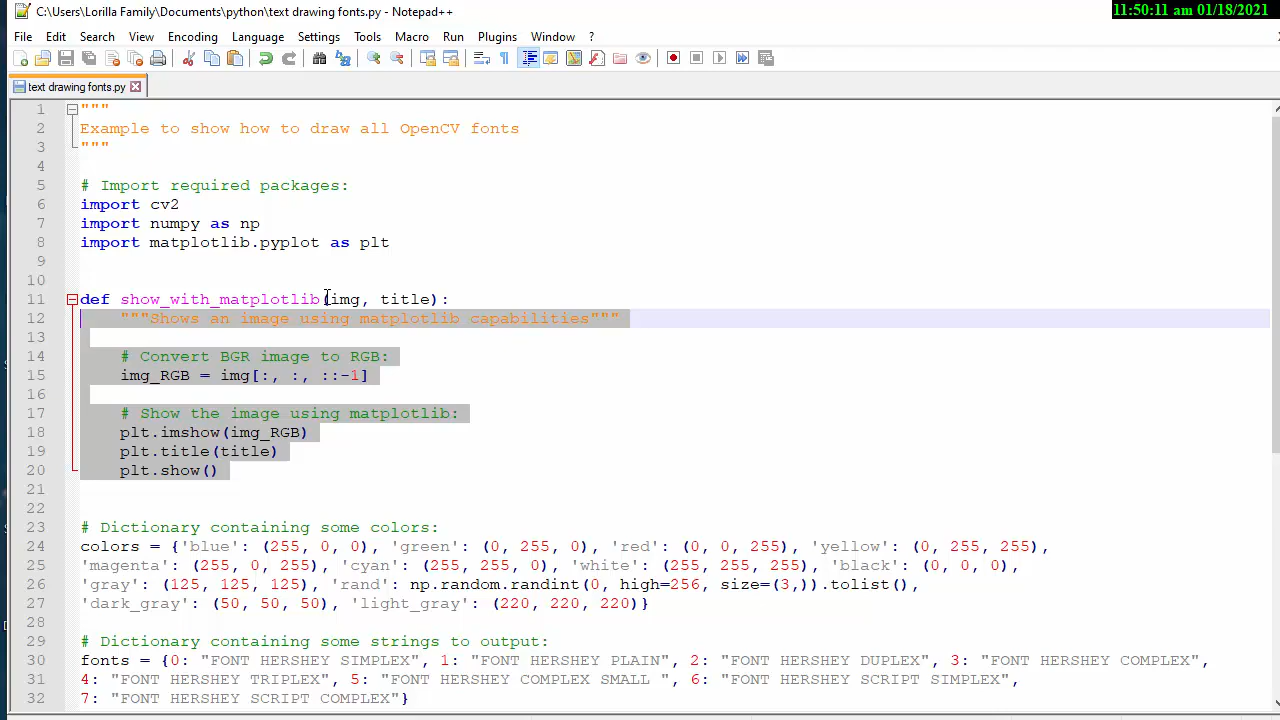 C:\Users\Lorilla Family\Documents\python\text drawing fonts.py - Notepad++
11:50:11 am 01/18/2021
File Edit Search View Encoding Language Settings Tools Macro Run Plugins Window ?
text drawing fonts.py
1 """
2 Example to show how to draw all OpenCV fonts
3 """
4
5 # Import required packages:
6 import cv2
7 import numpy as np
8 import matplotlib.pyplot as plt
9
10
11 def show_with_matplotlib(img, title):
12     """Shows an image using matplotlib capabilities"""
13
14     # Convert BGR image to RGB:
15     img_RGB = img[:, :, ::-1]
16
17     # Show the image using matplotlib:
18     plt.imshow(img_RGB)
19     plt.title(title)
20     plt.show()
21
22
23 # Dictionary containing some colors:
24 colors = {'blue': (255, 0, 0), 'green': (0, 255, 0), 'red': (0, 0, 255), 'yellow': (0, 255, 255),
25 'magenta': (255, 0, 255), 'cyan': (255, 255, 0), 'white': (255, 255, 255), 'black': (0, 0, 0),
26 'gray': (125, 125, 125), 'rand': np.random.randint(0, high=256, size=(3,)).tolist(),
27 'dark_gray': (50, 50, 50), 'light_gray': (220, 220, 220)}
28
29 # Dictionary containing some strings to output:
30 fonts = {0: "FONT HERSHEY SIMPLEX", 1: "FONT HERSHEY PLAIN", 2: "FONT HERSHEY DUPLEX", 3: "FONT HERSHEY COMPLEX",
31 4: "FONT HERSHEY TRIPLEX", 5: "FONT HERSHEY COMPLEX SMALL ", 6: "FONT HERSHEY SCRIPT SIMPLEX",
32 7: "FONT HERSHEY SCRIPT COMPLEX"}